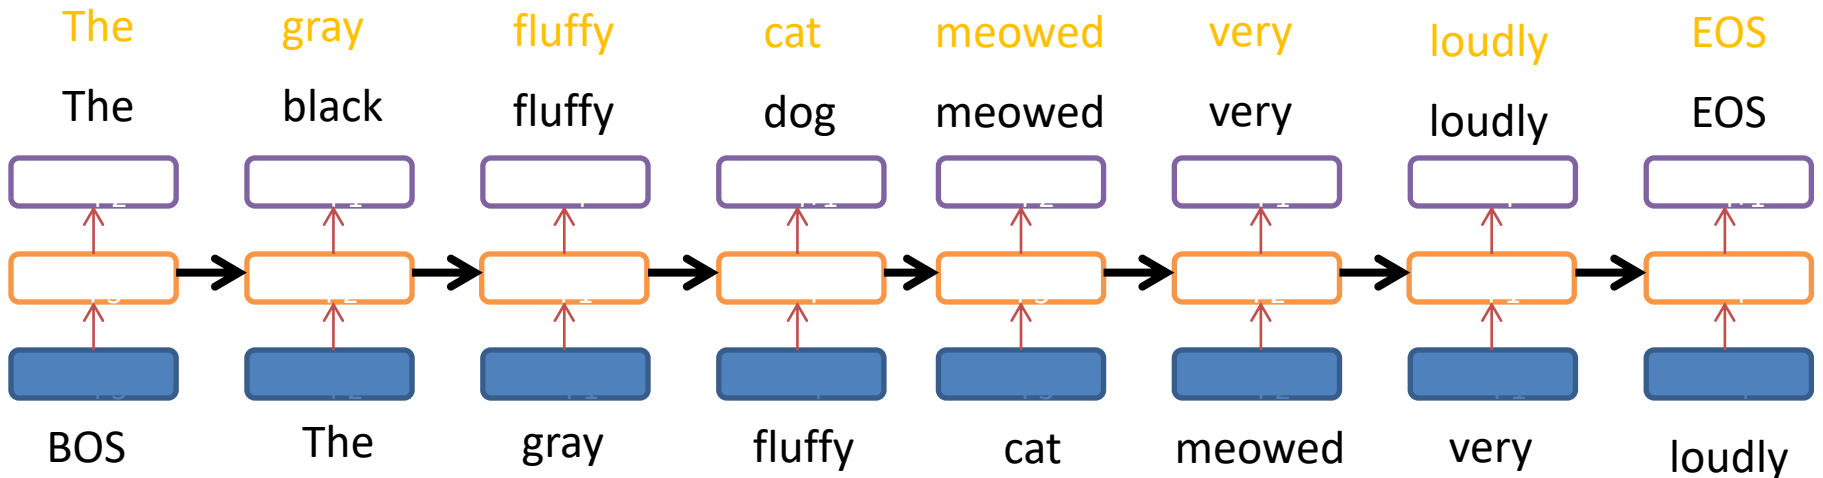 The gray fluffy cat meowed very loudly EOS
The black fluffy dog meowed very loudly EOS
BOS The gray fluffy cat meowed very loudly